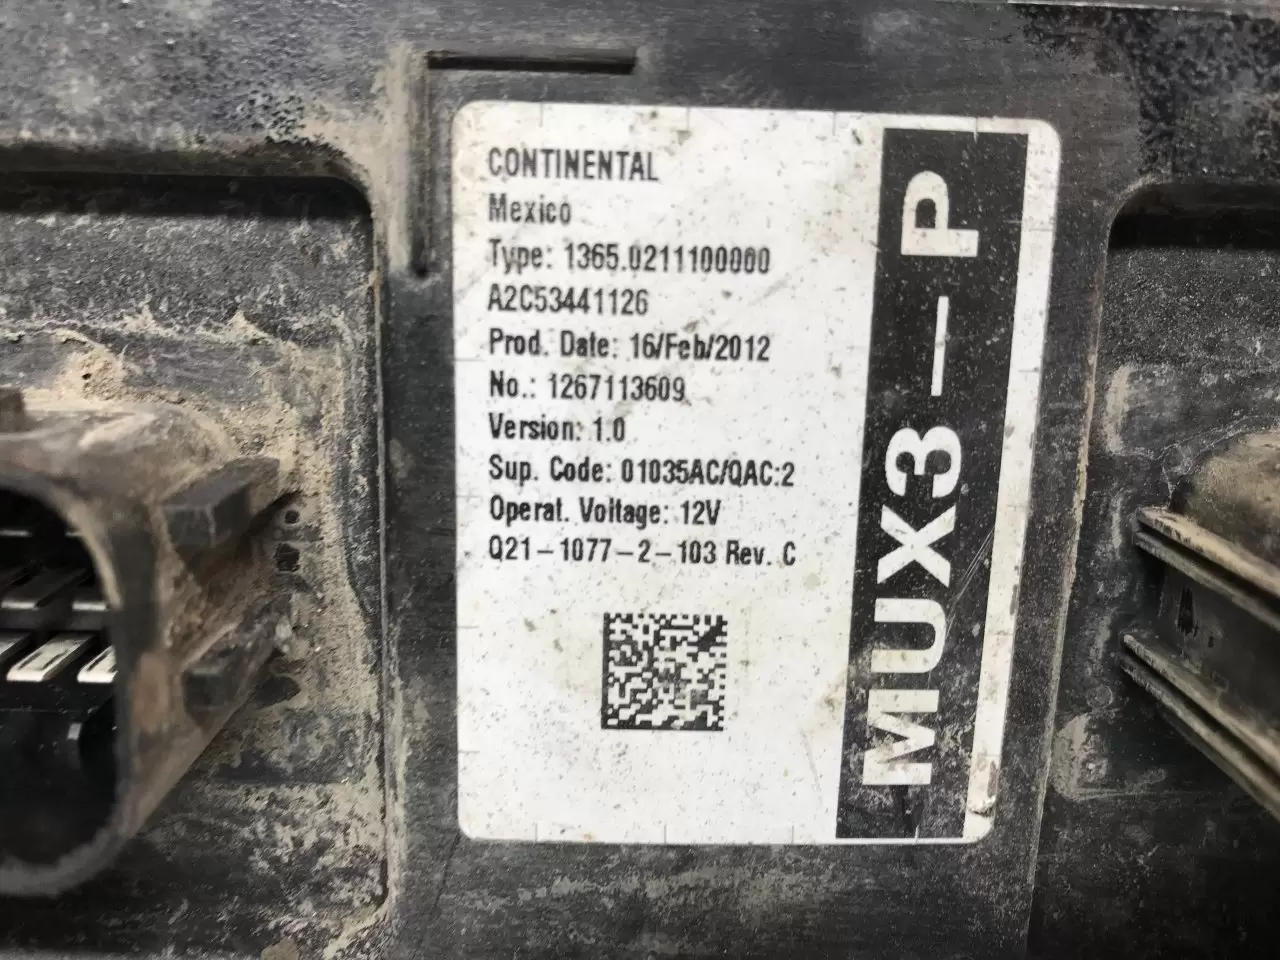 CONTINENTAL
Mexico
Type: 1365.0211100000
A2C53441126
Prod. Date: 16/Feb/2012
No.: 1267113609
Version: 1.0
Sup. Code: 01035AC/QAC:2
Operat. Voltage: 12V
Q21-1077-2-103 Rev. C
MUX3-P